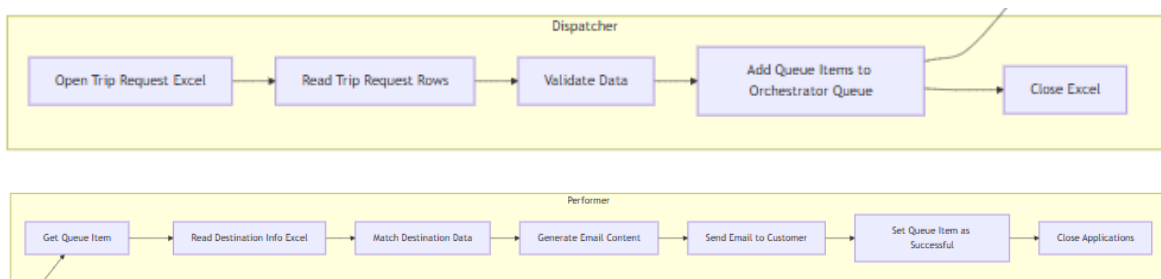 Dispatcher
Open Trip Request Excel
Read Trip Request Rows
Validate Data
Add Queue Items to
Orchestrator Queue
Close Excel
Performer
Get Queue Item
Read Destination Info Excel
Match Destination Data
Generate Email Content
Send Email to Customer
Set Queue Item as
Successful
Close Applications